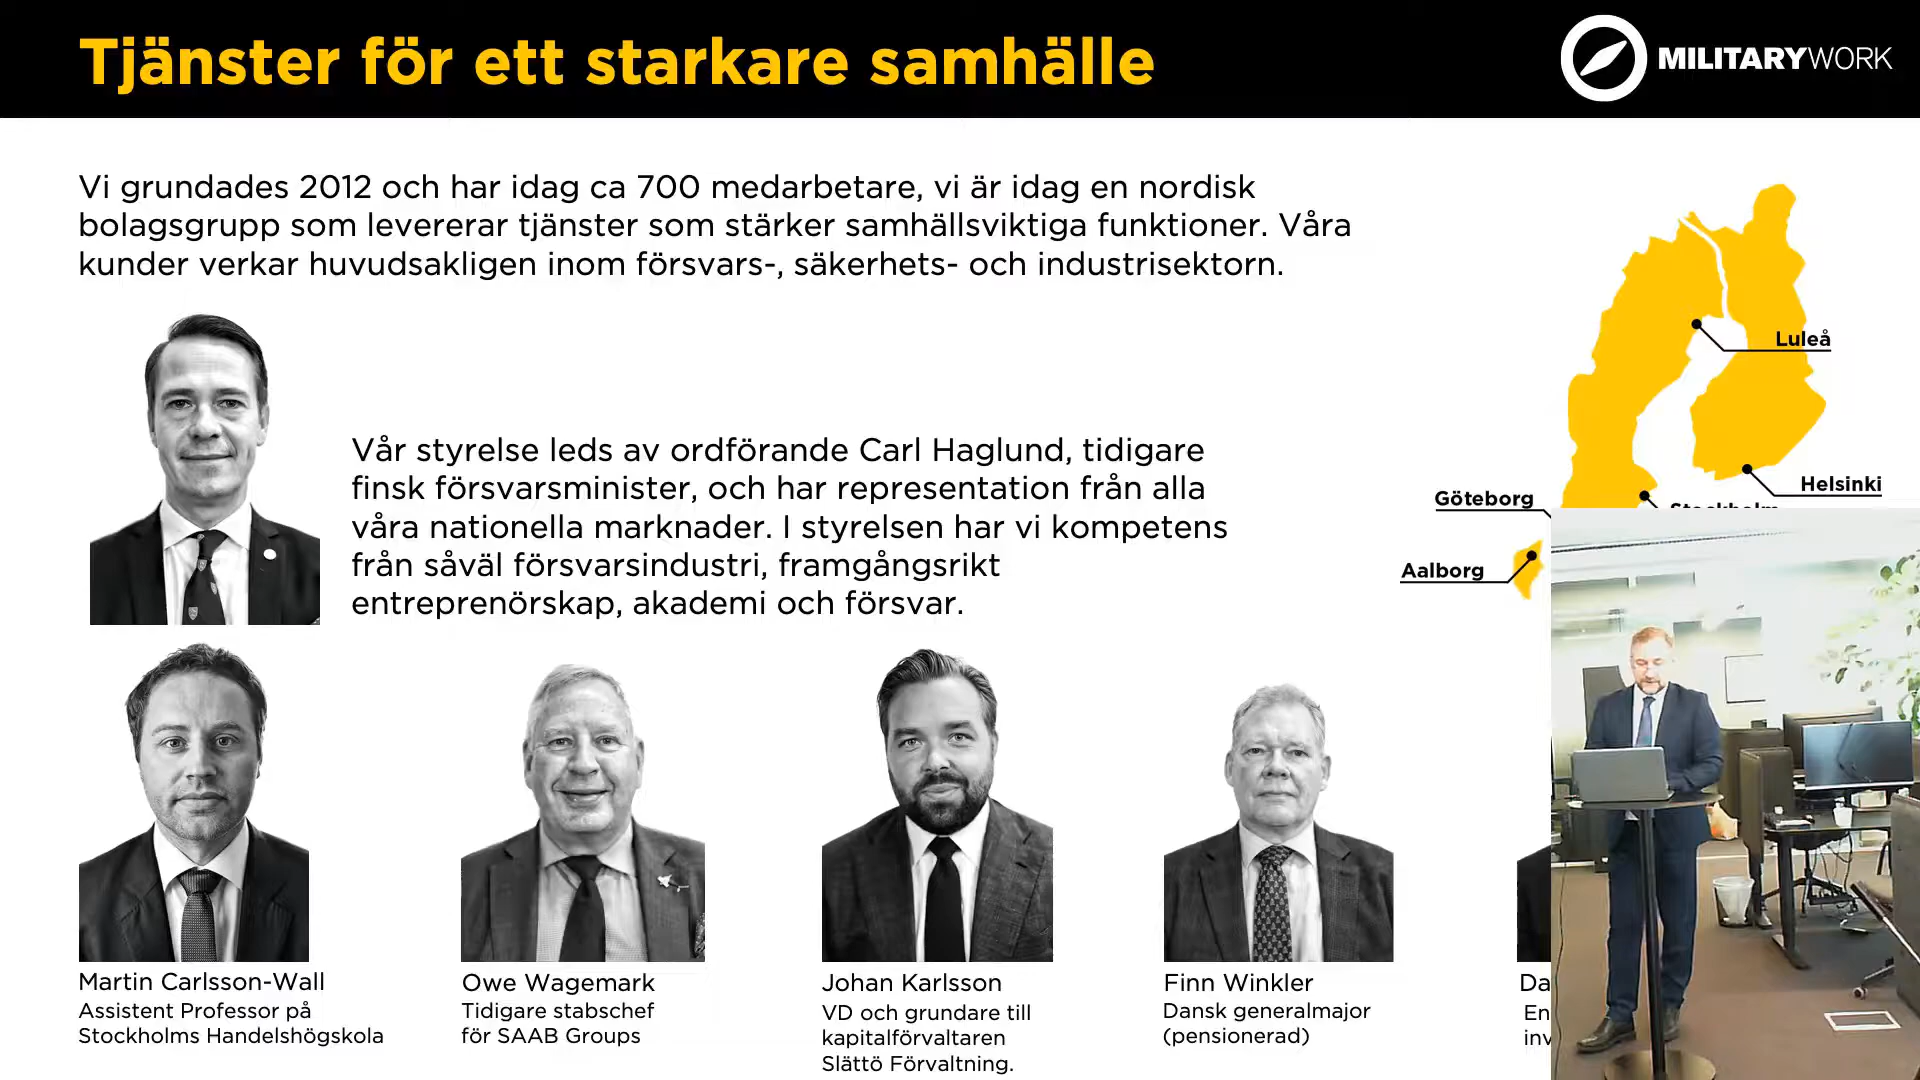 Tjänster för ett starkare samhälle
MILITARYWORK
Vi grundades 2012 och har idag ca 700 medarbetare, vi är idag en nordisk
bolagsgrupp som levererar tjänster som stärker samhällsviktiga funktioner. Våra
kunder verkar huvudsakligen inom försvars-, säkerhets- och industrisektorn.
Luleå
Helsinki
Göteborg
Stockholm
Aalborg
Vår styrelse leds av ordförande Carl Haglund, tidigare
finsk försvarsminister, och har representation från alla
våra nationella marknader. I styrelsen har vi kompetens
från såväl försvarsindustri, framgångsrikt
entreprenörskap, akademi och försvar.
Martin Carlsson-Wall
Assistent Professor på
Stockholms Handelshögskola
Owe Wagemark
Tidigare stabschef
för SAAB Groups
Johan Karlsson
VD och grundare till
kapitalförvaltaren
Slättö Förvaltning.
Finn Winkler
Dansk generalmajor
(pensionerad)